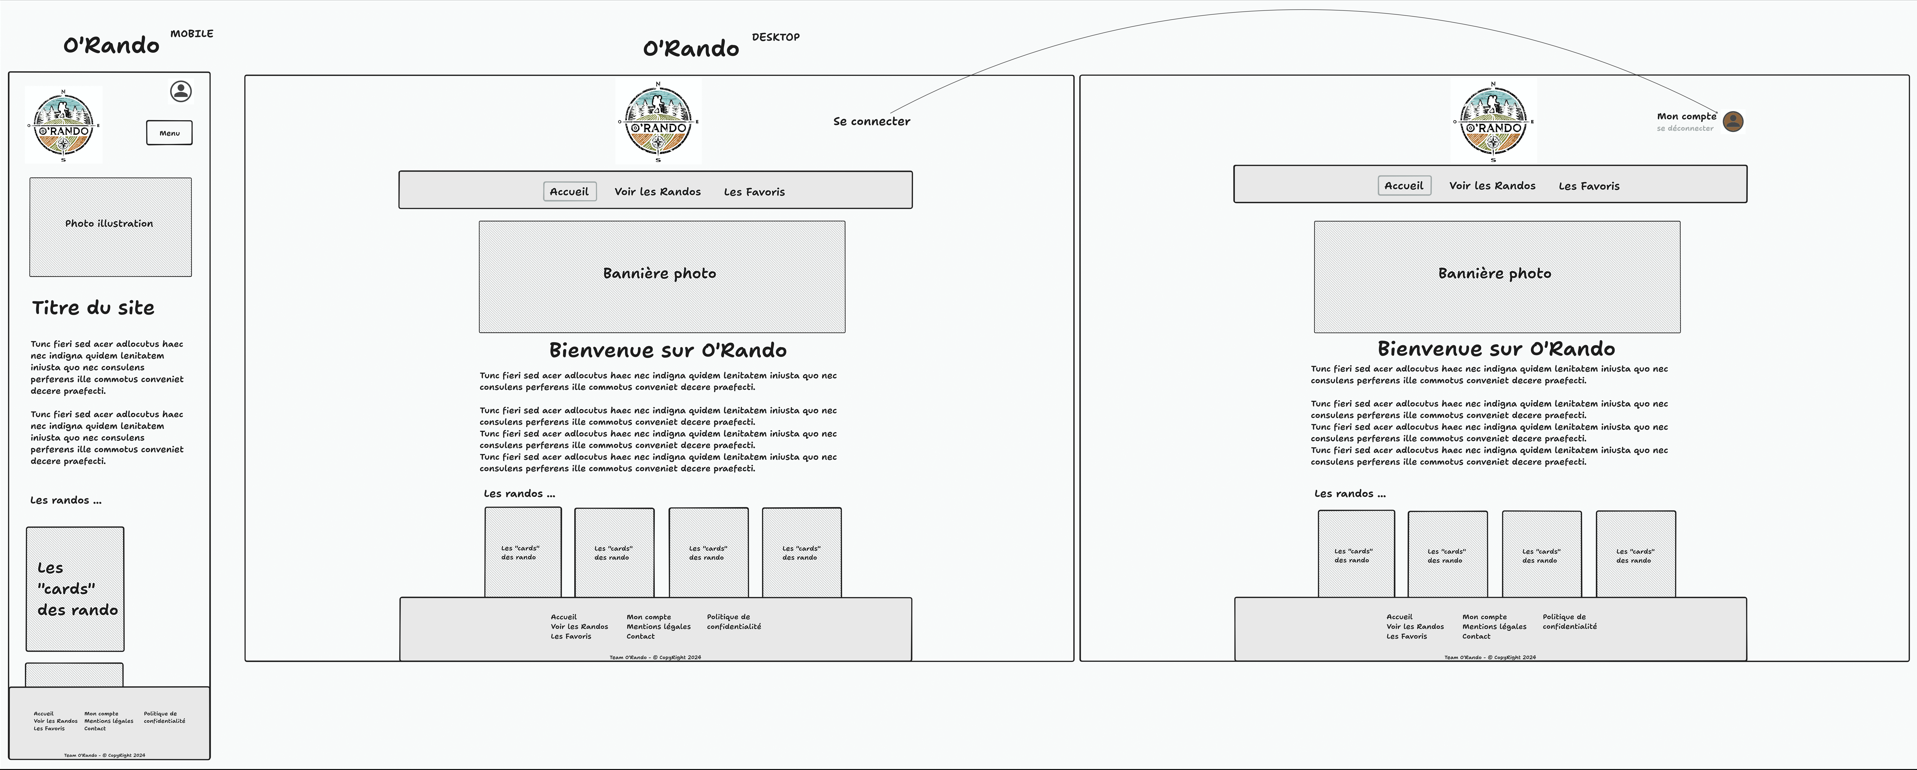 O'Rando
MOBILE
N
O'RANDO
O
E
S
Menu
Photo illustration
Titre du site
Tunc fieri sed acer adlocutus haec
nec indigna quidem lenitatem
iniusta quo nec consulens
perferens ille commotus conveniet
decere praefecti.
Tunc fieri sed acer adlocutus haec
nec indigna quidem lenitatem
iniusta quo nec consulens
perferens ille commotus conveniet
decere praefecti.
Les randos ...
Les
"cards"
des rando
Accueil
Voir les Randos
Les Favoris
Mon compte
Mentions légales
Contact
Politique de
confidentialité
Team O'Rando - © CopyRight 2024
O'Rando
DESKTOP
N
O'RANDO
O
E
S
Se connecter
Accueil Voir les Randos Les Favoris
Bannière photo
Bienvenue sur O'Rando
Tunc fieri sed acer adlocutus haec nec indigna quidem lenitatem iniusta quo nec
consulens perferens ille commotus conveniet decere praefecti.
Tunc fieri sed acer adlocutus haec nec indigna quidem lenitatem iniusta quo nec
consulens perferens ille commotus conveniet decere praefecti.
Tunc fieri sed acer adlocutus haec nec indigna quidem lenitatem iniusta quo nec
consulens perferens ille commotus conveniet decere praefecti.
Tunc fieri sed acer adlocutus haec nec indigna quidem lenitatem iniusta quo nec
consulens perferens ille commotus conveniet decere praefecti.
Les randos ...
Les "cards"
des rando
Les "cards"
des rando
Les "cards"
des rando
Les "cards"
des rando
Accueil
Voir les Randos
Les Favoris
Mon compte
Mentions légales
Contact
Politique de
confidentialité
Team O'Rando - © CopyRight 2024
N
O'RANDO
O
E
S
Mon compte
se déconnecter
Accueil Voir les Randos Les Favoris
Bannière photo
Bienvenue sur O'Rando
Tunc fieri sed acer adlocutus haec nec indigna quidem lenitatem iniusta quo nec
consulens perferens ille commotus conveniet decere praefecti.
Tunc fieri sed acer adlocutus haec nec indigna quidem lenitatem iniusta quo nec
consulens perferens ille commotus conveniet decere praefecti.
Tunc fieri sed acer adlocutus haec nec indigna quidem lenitatem iniusta quo nec
consulens perferens ille commotus conveniet decere praefecti.
Tunc fieri sed acer adlocutus haec nec indigna quidem lenitatem iniusta quo nec
consulens perferens ille commotus conveniet decere praefecti.
Les randos ...
Les "cards"
des rando
Les "cards"
des rando
Les "cards"
des rando
Les "cards"
des rando
Accueil
Voir les Randos
Les Favoris
Mon compte
Mentions légales
Contact
Politique de
confidentialité
Team O'Rando - © CopyRight 2024